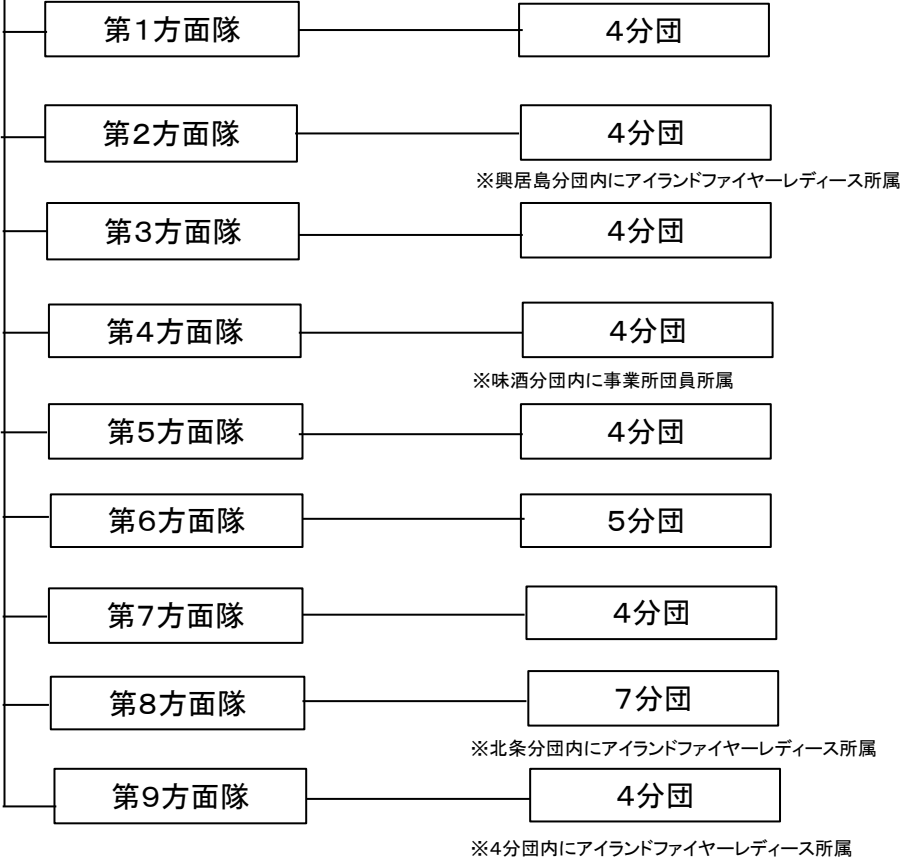 第1方面隊 4分団
第2方面隊 4分団
※興居島分団内にアイランドファイヤーレディース所属
第3方面隊 4分団
第4方面隊 4分団
※味酒分団内に事業所団員所属
第5方面隊 4分団
第6方面隊 5分団
第7方面隊 4分団
第8方面隊 7分団
※北条分団内にアイランドファイヤーレディース所属
第9方面隊 4分団
※4分団内にアイランドファイヤーレディース所属